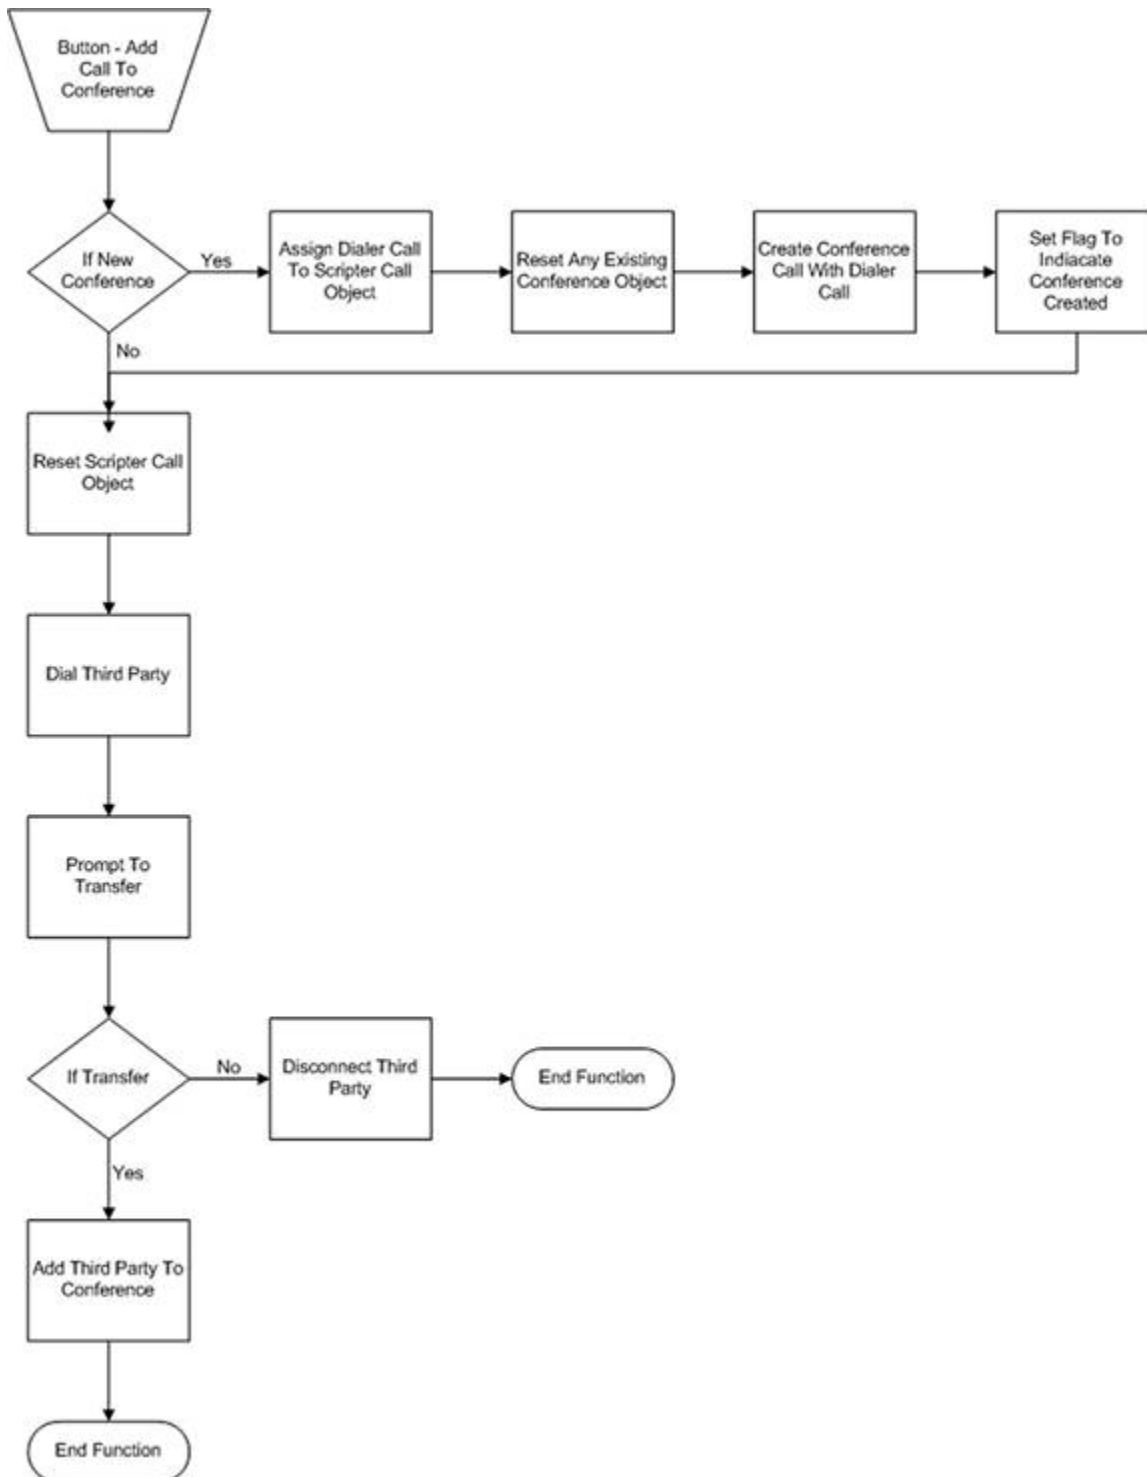 Button - Add
Call To
Conference
If New
Conference
Yes
Assign Dialer Call
To Scripter Call
Object
Reset Any Existing
Conference Object
Create Conference
Call With Dialer
Call
Set Flag To
Indiacate
Conference
Created
No
Reset Scripter Call
Object
Dial Third Party
Prompt To
Transfer
If Transfer
No
Disconnect Third
Party
End Function
Yes
Add Third Party To
Conference
End Function